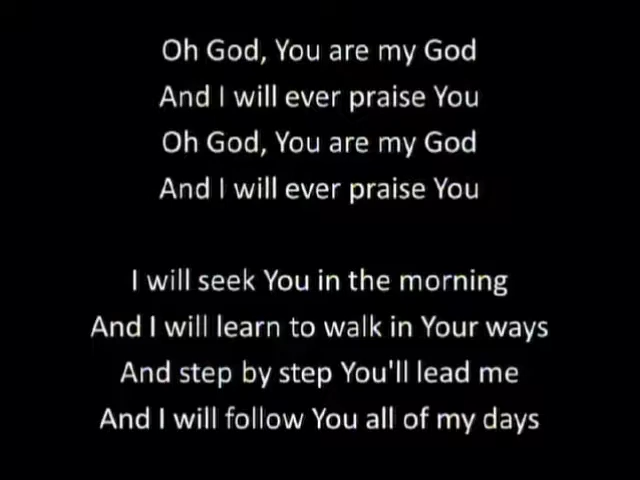 Oh God, You are my God
And I will ever praise You
Oh God, You are my God
And I will ever praise You
I will seek You in the morning
And I will learn to walk in Your ways
And step by step You'll lead me
And I will follow You all of my days